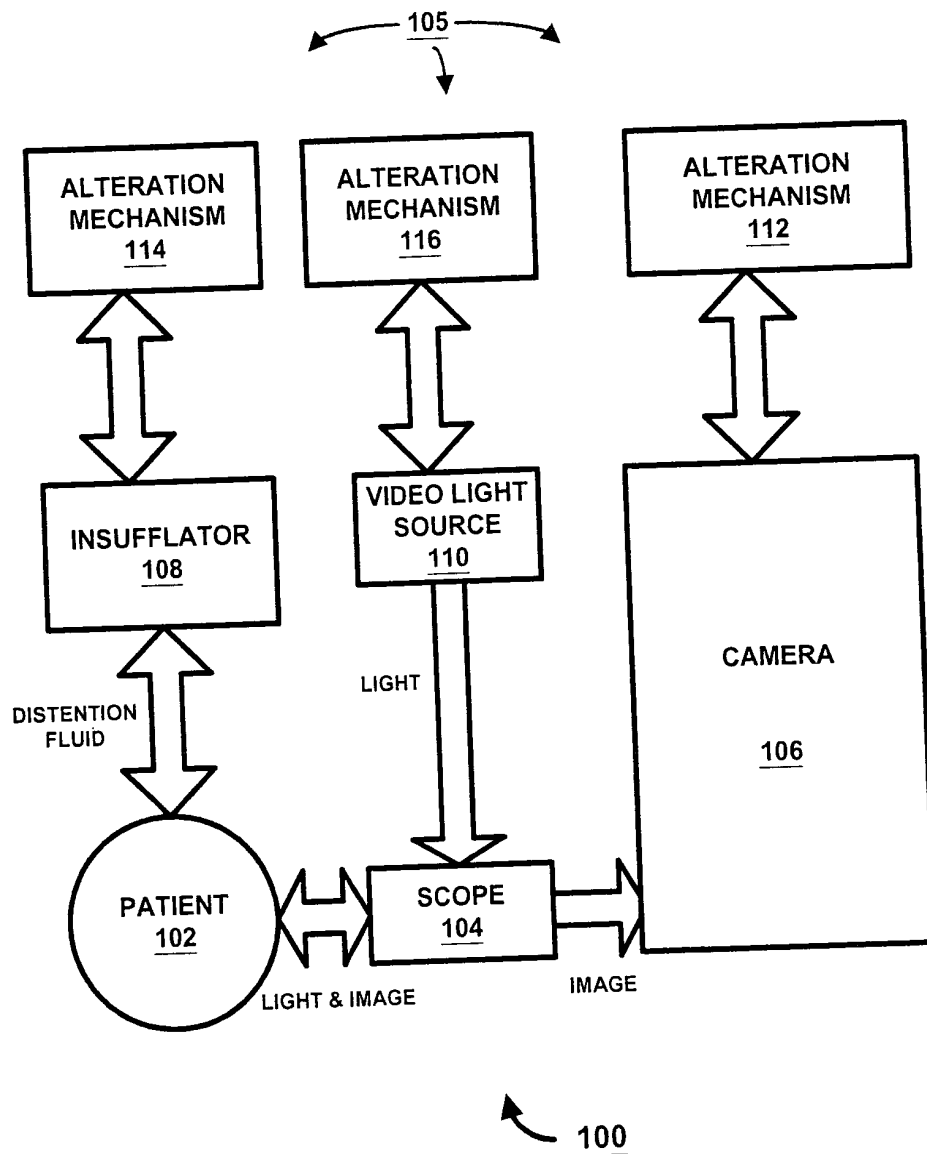 105
ALTERATION
MECHANISM
114
ALTERATION
MECHANISM
116
ALTERATION
MECHANISM
112
INSUFFLATOR
108
VIDEO LIGHT
SOURCE
110
CAMERA
106
LIGHT
DISTENTION
FLUID
PATIENT
102
SCOPE
104
LIGHT & IMAGE
IMAGE
100